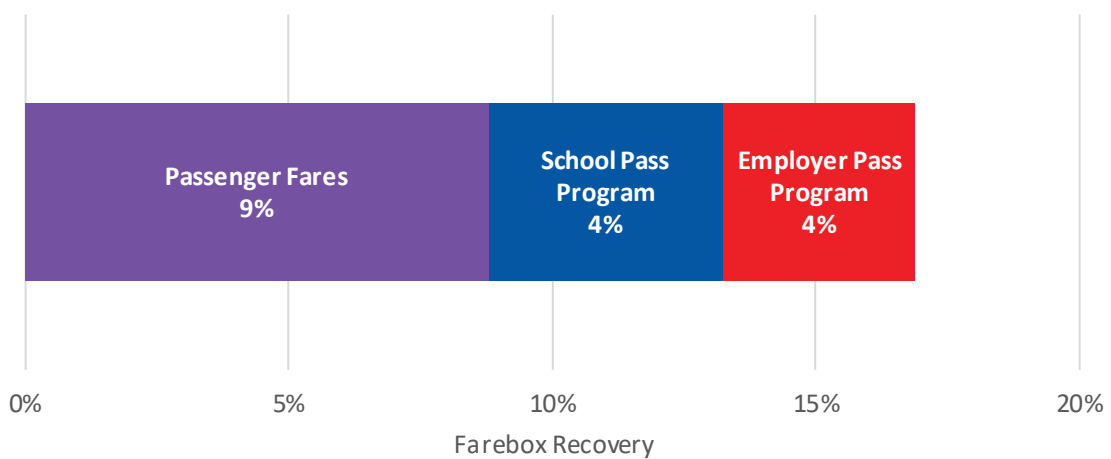 Passenger Fares
9%
School Pass
Program
4%
Employer Pass
Program
4%
0%
5%
10%
15%
20%
Farebox Recovery